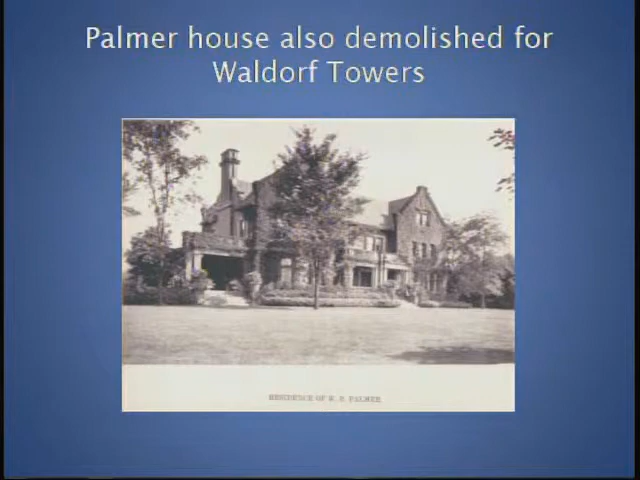 Palmer house also demolished for
Waldorf Towers
RESIDENCE OF E. E. PALMER